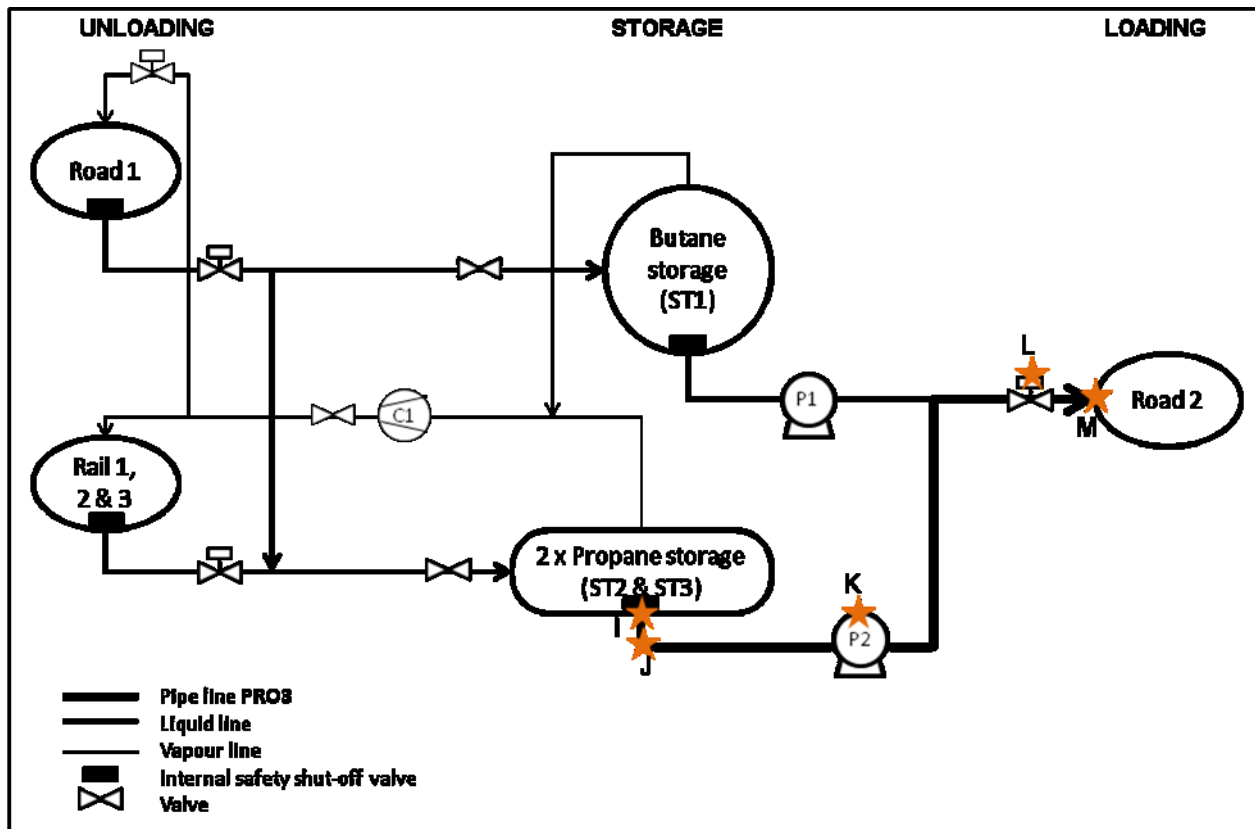 UNLOADING
STORAGE
LOADING
Road 1
Butane
storage
(ST1)
L
P1
Road 2
M
C1
Rail 1,
2 & 3
2 x Propane storage
(ST2 & ST3)
I
J
K
P2
Pipe line PRO3
Liquid line
Vapour line
Internal safety shut-off valve
Valve